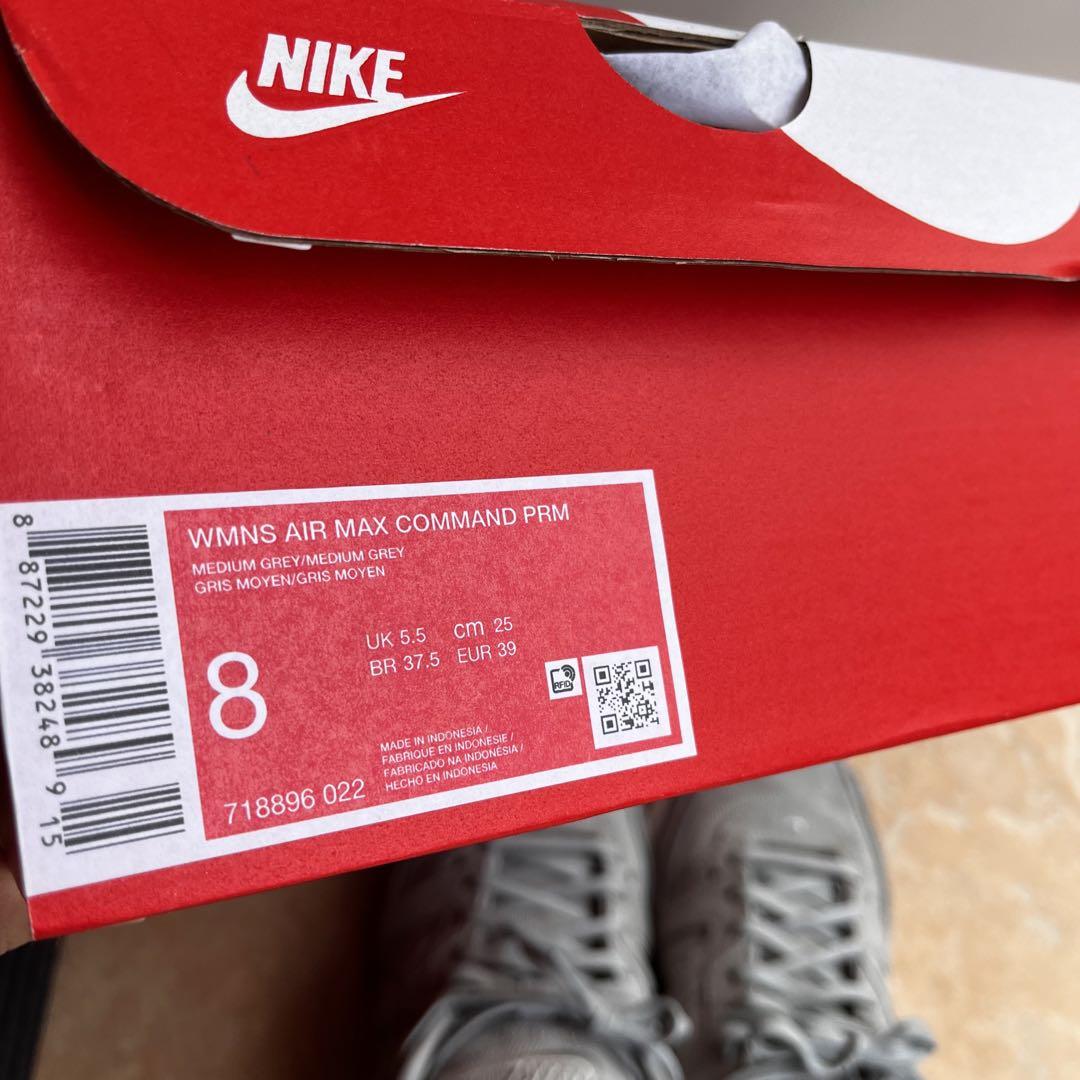 NIKE
WMNS AIR MAX COMMAND PRM
MEDIUM GREY/MEDIUM GREY
GRIS MOYEN/GRIS MOYEN
8
UK 5.5 cm 25
BR 37.5 EUR 39
RFID
MADE IN INDONESIA /
FABRIQUE EN INDONESIE /
FABRICADO NA INDONÉSIA /
HECHO EN INDONESIA
718896 022
8 87229 38248 9 15